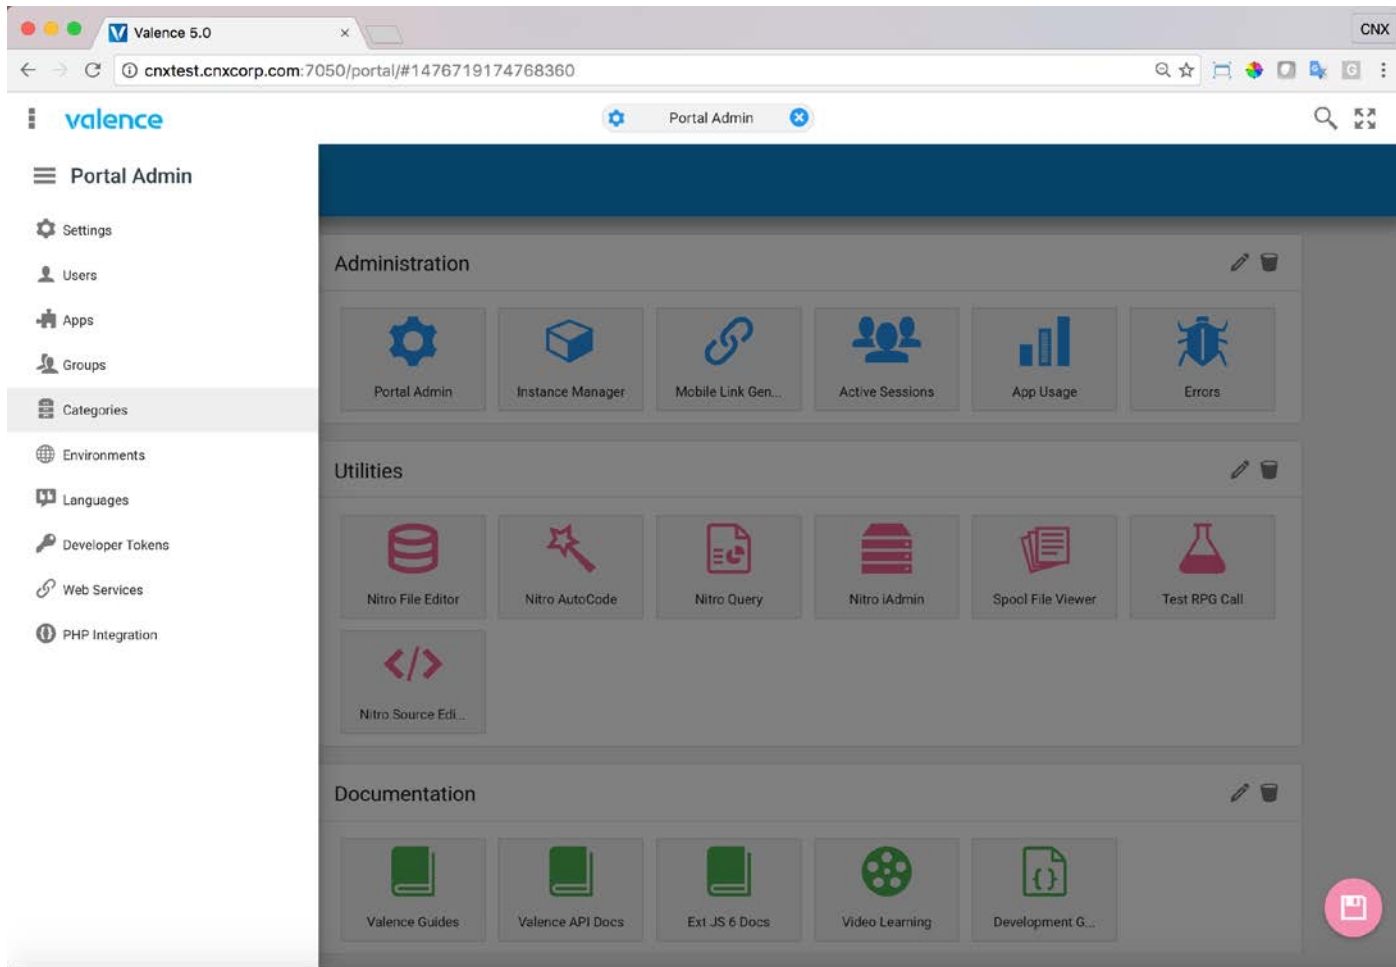 Valence 5.0
CNX
cnxtest.cnxcorp.com:7050/portal/#1476719174768360
valence
Portal Admin
Portal Admin
Settings
Users
Apps
Groups
Categories
Environments
Languages
Developer Tokens
Web Services
PHP Integration
Administration
Portal Admin
Instance Manager
Mobile Link Gen...
Active Sessions
App Usage
Errors
Utilities
Nitro File Editor
Nitro AutoCode
Nitro Query
Nitro iAdmin
Spool File Viewer
Test RPG Call
Nitro Source Edi...
Documentation
Valence Guides
Valence API Docs
Ext JS 6 Docs
Video Learning
Development G...